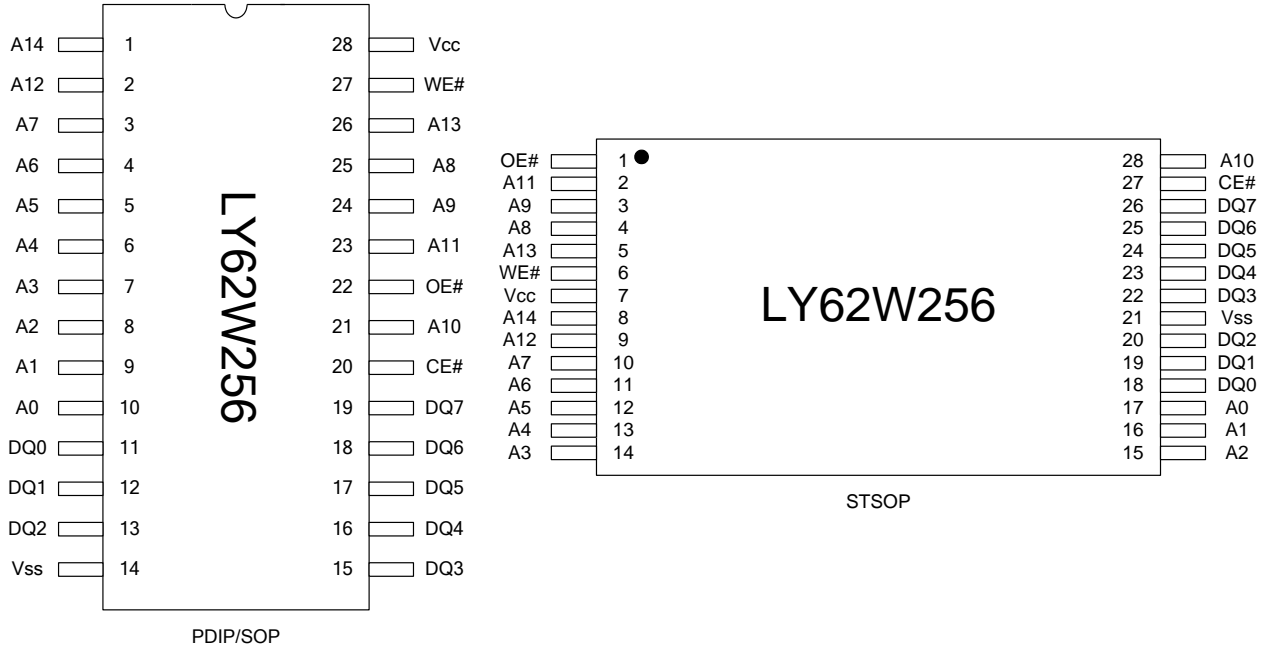 A14 1 28 Vcc
A12 2 27 WE#
A7 3 26 A13
A6 4 25 A8
A5 5 24 A9
A4 6 23 A11
A3 7 22 OE#
A2 8 21 A10
A1 9 20 CE#
A0 10 19 DQ7
DQ0 11 18 DQ6
DQ1 12 17 DQ5
DQ2 13 16 DQ4
Vss 14 15 DQ3
LY62W256
PDIP/SOP
OE# 1 28 A10
A11 2 27 CE#
A9 3 26 DQ7
A8 4 25 DQ6
A13 5 24 DQ5
WE# 6 23 DQ4
Vcc 7 22 DQ3
A14 8 21 Vss
A12 9 20 DQ2
A7 10 19 DQ1
A6 11 18 DQ0
A5 12 17 A0
A4 13 16 A1
A3 14 15 A2
LY62W256
STSOP